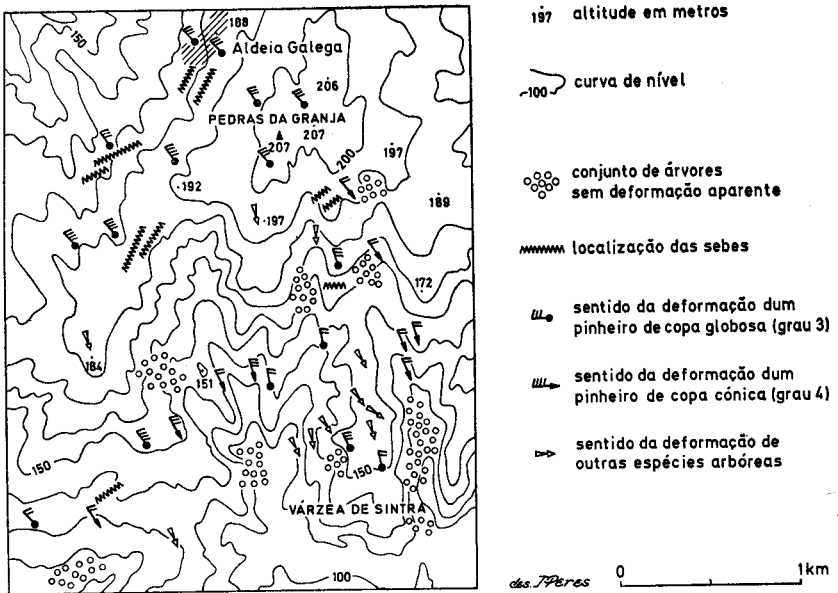 150
188
Aldeia Galega
206
PEDRAS DA GRANJA
207
207
200
197
192
189
197
172
184
151
150
150
VÁRZEA DE SINTRA
100
197 altitude em metros
100 curva de nível
conjunto de árvores
sem deformação aparente
localização das sebes
sentido da deformação dum
pinheiro de copa globosa (grau 3)
sentido da deformação dum
pinheiro de copa cónica (grau 4)
sentido da deformação de
outras espécies arbóreas
des. J Peres
0 1km